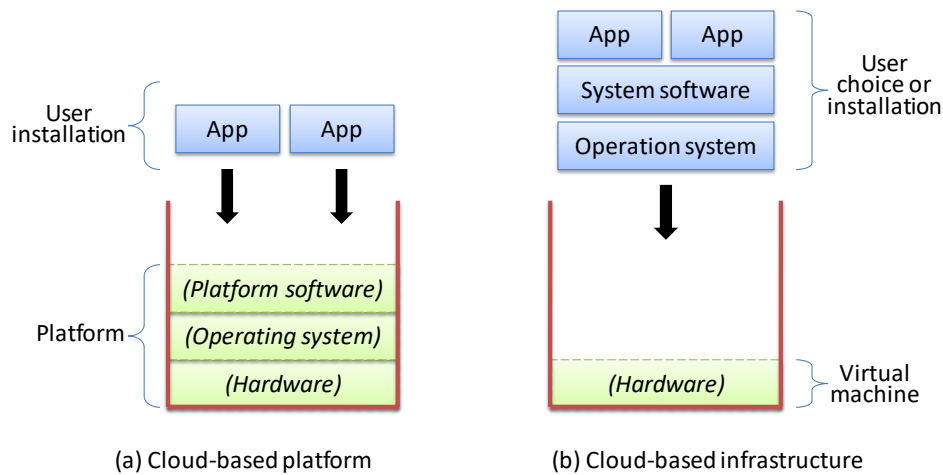 User
installation
App
App
(Platform software)
(Operating system)
(Hardware)
Platform
(a) Cloud-based platform
App
App
System software
Operation system
User
choice or
installation
(Hardware)
Virtual
machine
(b) Cloud-based infrastructure